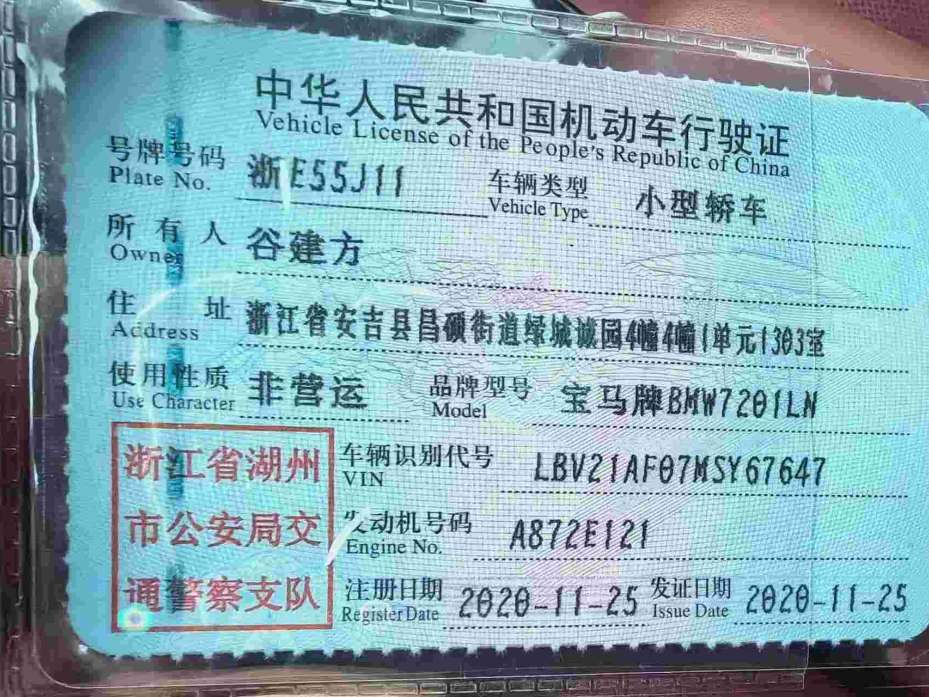 中华人民共和国机动车行驶证
Vehicle License of the People's Republic of China
号牌号码 浙E55J11 车辆类型 小型轿车
Plate No. Vehicle Type
所有人 谷建方
Owner
住址 浙江省安吉县昌硕街道绿城诚园4幢4幢1单元1303室
Address
使用性质 非营运 品牌型号 宝马牌BMW7201LN
Use Character Model
浙江省湖州
市公安局交
通警察支队
车辆识别代号 LBV21AF07MSY67647
VIN
发动机号码 A872E121
Engine No.
注册日期 2020-11-25 发证日期 2020-11-25
Register Date Issue Date